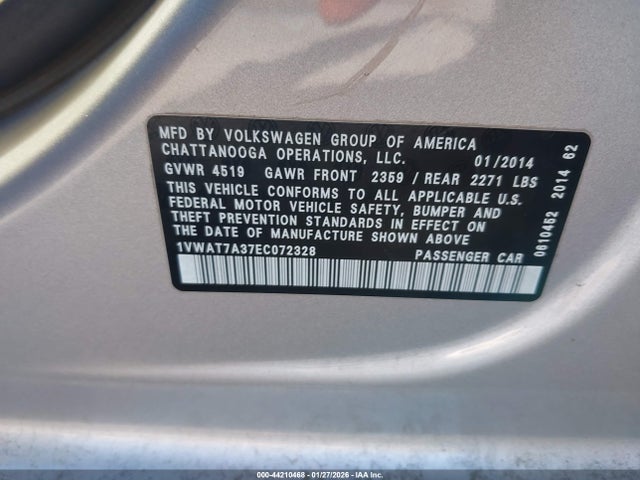 MFD BY VOLKSWAGEN GROUP OF AMERICA
CHATTANOOGA OPERATIONS, LLC. 01/2014
GVWR 4519 GAWR FRONT 2359 / REAR 2271 LBS
THIS VEHICLE CONFORMS TO ALL APPLICABLE U.S.
FEDERAL MOTOR VEHICLE SAFETY, BUMPER AND
THEFT PREVENTION STANDARDS IN EFFECT ON
THE DATE OF MANUFACTURE SHOWN ABOVE
1VWAT7A37EC072328 PASSENGER CAR
0610452 2014 62
000-44210468 - 01/27/2026 - IAA Inc.